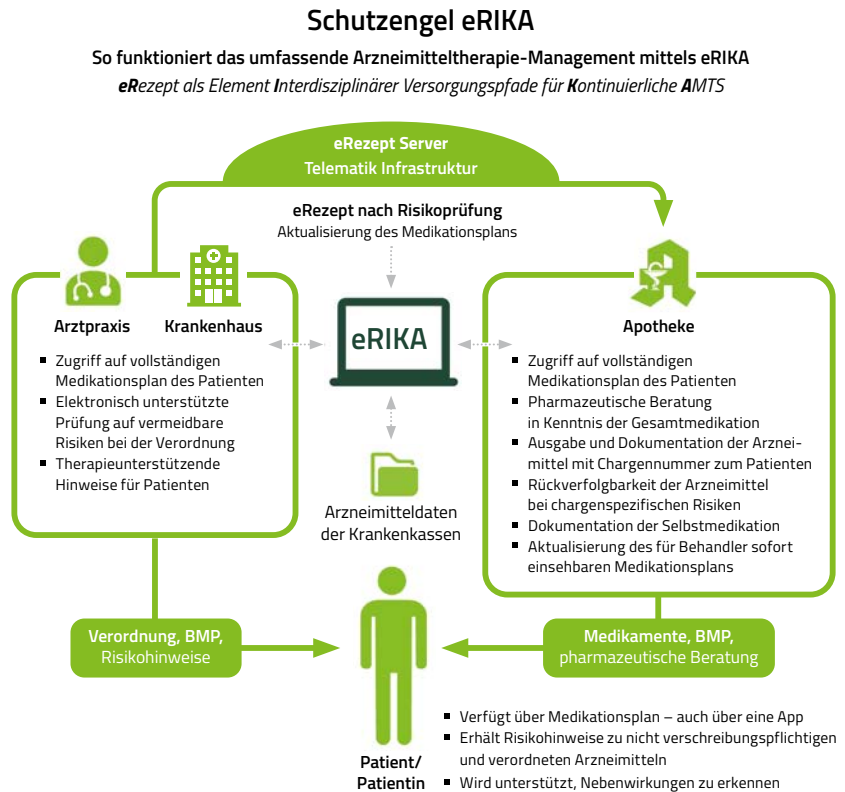 Schutzengel eRIKA
So funktioniert das umfassende Arzneimitteltherapie-Management mittels eRIKA
eRezept als Element Interdisziplinärer Versorgungspfade für Kontinuierliche AMTS
eRezept Server
Telematik Infrastruktur
eRezept nach Risikoprüfung
Aktualisierung des Medikationsplans
Arztpraxis
Krankenhaus
▪ Zugriff auf vollständigen
Medikationsplan des Patienten
▪ Elektronisch unterstützte
Prüfung auf vermeidbare
Risiken bei der Verordnung
▪ Therapieunterstützende
Hinweise für Patienten
eRIKA
Arzneimitteldaten
der Krankenkassen
Apotheke
▪ Zugriff auf vollständigen
Medikationsplan des Patienten
▪ Pharmazeutische Beratung
in Kenntnis der Gesamtmedikation
▪ Ausgabe und Dokumentation der Arznei-
mittel mit Chargennummer zum Patienten
▪ Rückverfolgbarkeit der Arzneimittel
bei chargenspezifischen Risiken
▪ Dokumentation der Selbstmedikation
▪ Aktualisierung des für Behandler sofort
einsehbaren Medikationsplans
Verordnung, BMP,
Risikohinweise
Medikamente, BMP,
pharmazeutische Beratung
Patient/
Patientin
▪ Verfügt über Medikationsplan – auch über eine App
▪ Erhält Risikohinweise zu nicht verschreibungspflichtigen
und verordneten Arzneimitteln
▪ Wird unterstützt, Nebenwirkungen zu erkennen